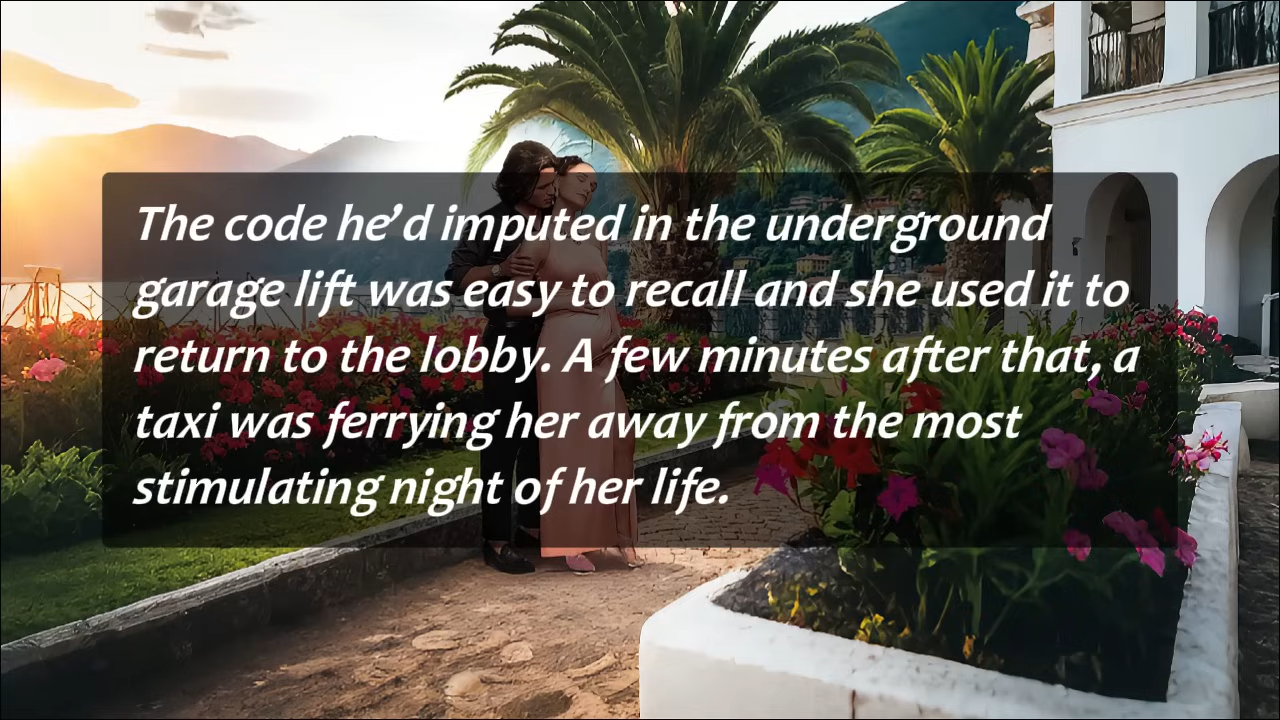 The code he’d imputed in the underground
garage lift was easy to recall and she used it to
return to the lobby. A few minutes after that, a
taxi was ferrying her away from the most
stimulating night of her life.